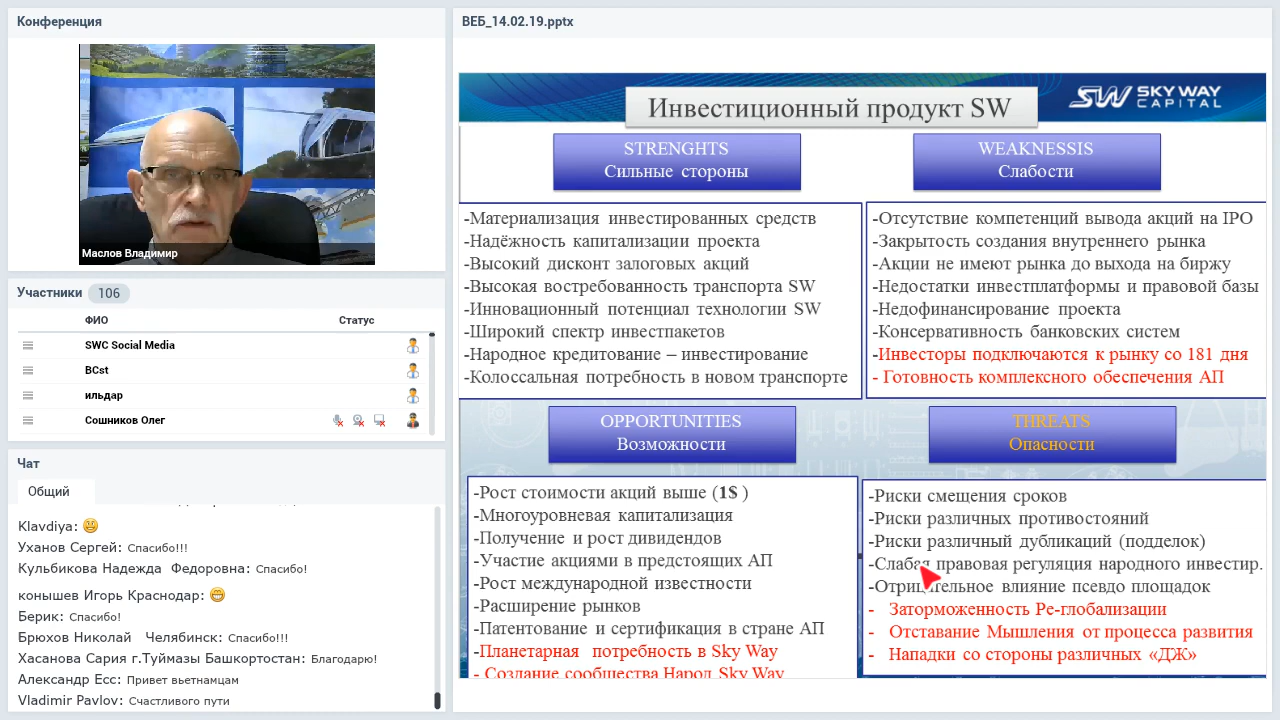 Конференция
Маслов Владимир
Участники 106
ФИО Статус
SWC Social Media
BCst
ильдар
Сошников Олег
Чат
Общий
Klavdiya:
Уханов Сергей: Спасибо!!!
Кульбикова Надежда Федоровна: Спасибо!
конышев Игорь Краснодар:
Берик: Спасибо!
Брюхов Николай Челябинск: Спасибо!!!
Хасанова Сария г.Туймазы Башкортостан: Благодарю!
Александр Есс: Привет вьетнамцам
Vladimir Pavlov: Счастливого пути
ВЕБ_14.02.19.pptx
Инвестиционный продукт SW
SW SKY WAY
CAPITAL
STRENGHTS
Сильные стороны
-Материализация инвестированных средств
-Надёжность капитализации проекта
-Высокий дисконт залоговых акций
-Высокая востребованность транспорта SW
-Инновационный потенциал технологии SW
-Широкий спектр инвестпакетов
-Народное кредитование – инвестирование
-Колоссальная потребность в новом транспорте
WEAKNESSIS
Слабости
-Отсутствие компетенций вывода акций на IPO
-Закрытость создания внутреннего рынка
-Акции не имеют рынка до выхода на биржу
-Недостатки инвестплатформы и правовой базы
-Недофинансирование проекта
-Консервативность банковских систем
-Инвесторы подключаются к рынку со 181 дня
- Готовность комплексного обеспечения АП
OPPORTUNITIES
Возможности
-Рост стоимости акций выше (1$ )
-Многоуровневая капитализация
-Получение и рост дивидендов
-Участие акциями в предстоящих АП
-Рост международной известности
-Расширение рынков
-Патентование и сертификация в стране АП
-Планетарная потребность в Sky Way
- Создание сообщества Народ Sky Way
THREATS
Опасности
-Риски смещения сроков
-Риски различных противостояний
-Риски различный дубликаций (подделок)
-Слабая правовая регуляция народного инвестир.
-Отрицательное влияние псевдо площадок
- Заторможенность Ре-глобализации
- Отставание Мышления от процесса развития
- Нападки со стороны различных «ДЖ»